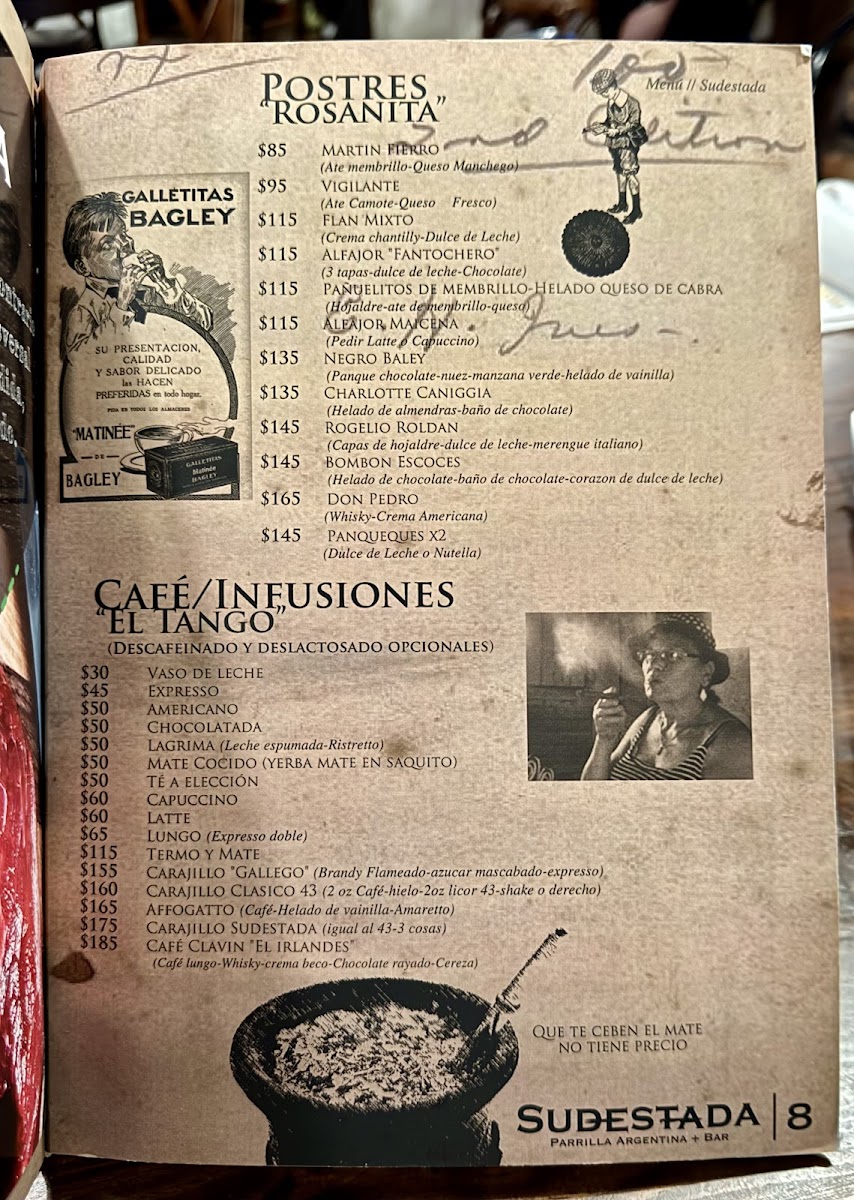 Menú // Sudestada
100
2nd Edition
POSTRES
"ROSANITA"
$85 MARTIN FIERRO
(Ate membrillo-Queso Manchego)
$95 VIGILANTE
(Ate Camote-Queso Fresco)
$115 FLAN MIXTO
(Crema chantilly-Dulce de Leche)
$115 ALFAJOR "FANTOCHERO"
(3 tapas-dulce de leche-Chocolate)
$115 PAÑUELITOS DE MEMBRILLO-HELADO QUESO DE CABRA
(Hojaldre-ate de membrillo-queso)
$115 ALFAJOR MAICENA
(Pedir Latte o Capuccino)
$135 NEGRO BALEY
(Panque chocolate-nuez-manzana verde-helado de vainilla)
$135 CHARLOTTE CANIGGIA
(Helado de almendras-baño de chocolate)
$145 ROGELIO ROLDAN
(Capas de hojaldre-dulce de leche-merengue italiano)
$145 BOMBON ESCOCES
(Helado de chocolate-baño de chocolate-corazon de dulce de leche)
$165 DON PEDRO
(Whisky-Crema Americana)
$145 PANQUEQUES X2
(Dulce de Leche o Nutella)
GALLETITAS
BAGLEY
SU PRESENTACION,
CALIDAD
Y SABOR DELICADO
las HACEN
PREFERIDAS en todo hogar.
PIDA EN TODOS LOS ALMACENES
"MATINÉE"
DE
BAGLEY
GALLETITAS
Matinée
BAGLEY
CAFÉ/INFUSIONES
"EL TANGO"
(DESCAFEINADO Y DESLACTOSADO OPCIONALES)
$30 VASO DE LECHE
$45 EXPRESSO
$50 AMERICANO
$50 CHOCOLATADA
$50 LAGRIMA (Leche espumada-Ristretto)
$50 MATE COCIDO (YERBA MATE EN SAQUITO)
$50 TÉ A ELECCIÓN
$60 CAPUCCINO
$60 LATTE
$65 LUNGO (Expresso doble)
$115 TERMO Y MATE
$155 CARAJILLO "GALLEGO" (Brandy Flameado-azucar mascabado-expresso)
$160 CARAJILLO CLASICO 43 (2 oz Café-hielo-2oz licor 43-shake o derecho)
$165 AFFOGATTO (Café-Helado de vainilla-Amaretto)
$175 CARAJILLO SUDESTADA (igual al 43-3 cosas)
$185 CAFÉ CLAVIN "EL IRLANDES"
(Café lungo-Whisky-crema beco-Chocolate rayado-Cereza)
QUE TE CEBEN EL MATE
NO TIENE PRECIO
SUDESTADA | 8
PARRILLA ARGENTINA + BAR